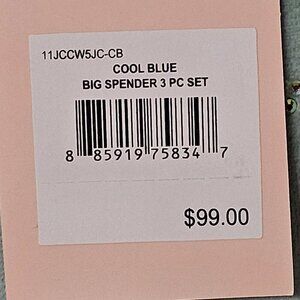 11JCCW5JC-CB
COOL BLUE
BIG SPENDER 3 PC SET
8 85919 75834 7
$99.00